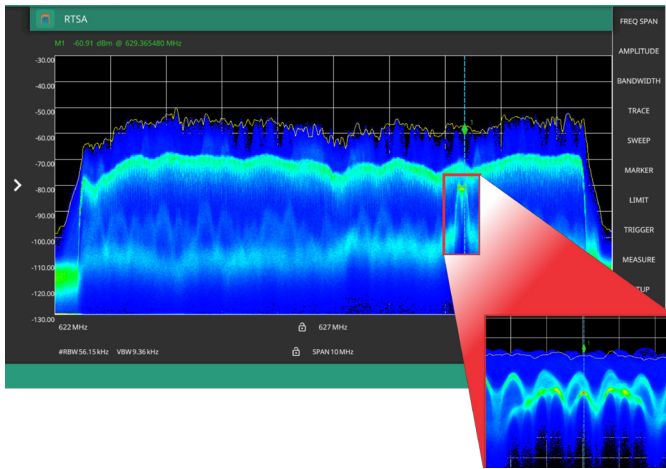 RTSA
FREQ SPAN
M1 -60.91 dBm @ 629.365480 MHz
AMPLITUDE
-30.00
-40.00
BANDWIDTH
-50.00
TRACE
-60.00
SWEEP
-70.00
MARKER
-80.00
LIMIT
-90.00
TRIGGER
-100.00
MEASURE
-110.00
-120.00
-130.00
622 MHz
627 MHz
#RBW 56.15 kHz VBW 9.36 kHz
SPAN 10 MHz